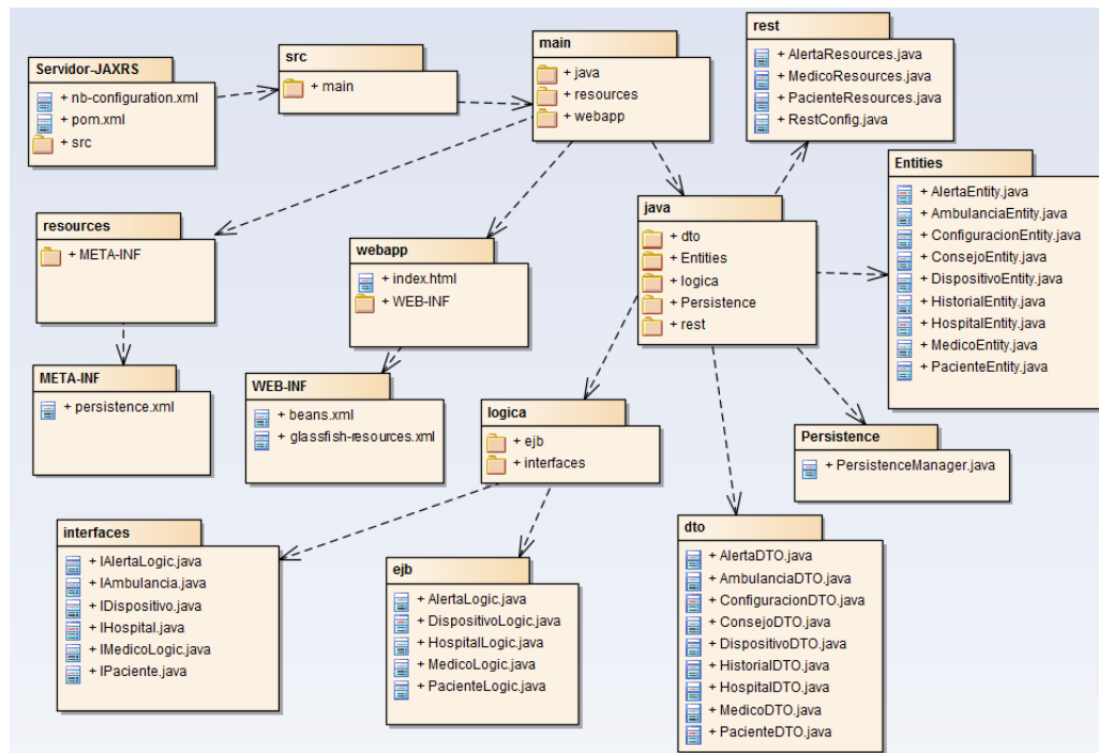 Servidor-JAXRS
+ nb-configuration.xml
+ pom.xml
+ src
src
+ main
main
+ java
+ resources
+ webapp
rest
+ AlertaResources.java
+ MedicoResources.java
+ PacienteResources.java
+ RestConfig.java
resources
+ META-INF
webapp
+ index.html
+ WEB-INF
java
+ dto
+ Entities
+ logica
+ Persistence
+ rest
Entities
+ AlertaEntity.java
+ AmbulanciaEntity.java
+ ConfiguracionEntity.java
+ ConsejoEntity.java
+ DispositivoEntity.java
+ HistorialEntity.java
+ HospitalEntity.java
+ MedicoEntity.java
+ PacienteEntity.java
META-INF
+ persistence.xml
WEB-INF
+ beans.xml
+ glassfish-resources.xml
logica
+ ejb
+ interfaces
Persistence
+ PersistenceManager.java
interfaces
+ IAlertaLogic.java
+ IAmbulancia.java
+ IDispositivo.java
+ IHospital.java
+ IMedicoLogic.java
+ IPaciente.java
ejb
+ AlertaLogic.java
+ DispositivoLogic.java
+ HospitalLogic.java
+ MedicoLogic.java
+ PacienteLogic.java
dto
+ AlertaDTO.java
+ AmbulanciaDTO.java
+ ConfiguracionDTO.java
+ ConsejoDTO.java
+ DispositivoDTO.java
+ HistorialDTO.java
+ HospitalDTO.java
+ MedicoDTO.java
+ PacienteDTO.java